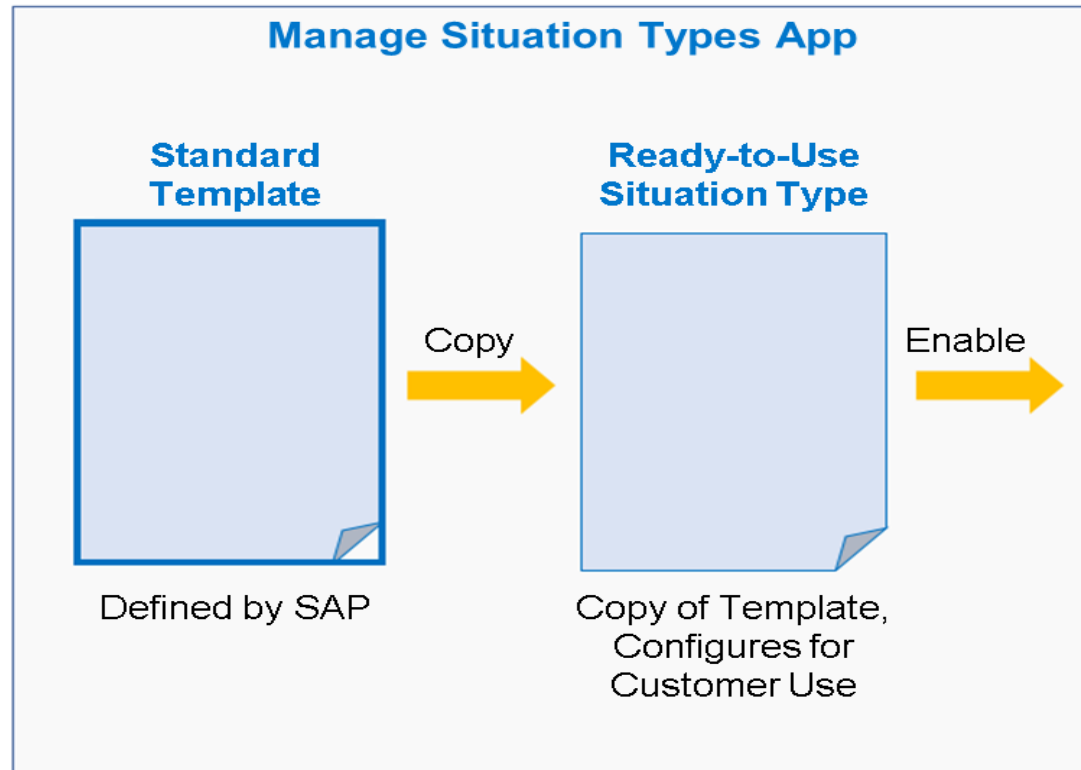 Manage Situation Types App
Standard
Template
Ready-to-Use
Situation Type
Copy
Enable
Defined by SAP
Copy of Template,
Configures for
Customer Use